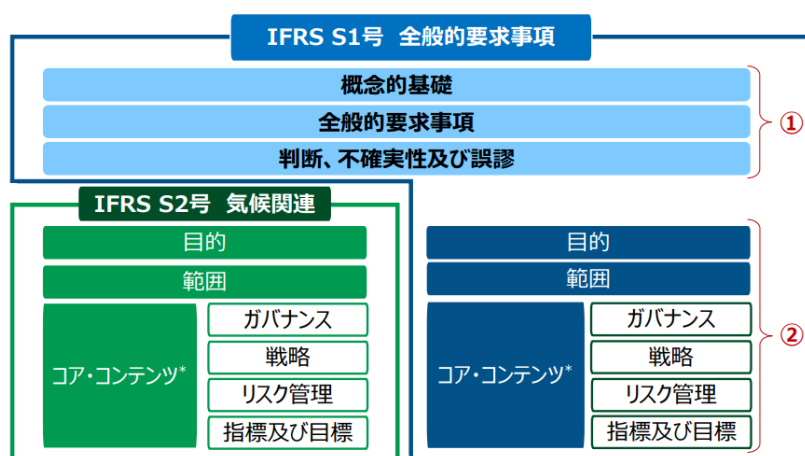 IFRS S1号 全般的要求事項
概念的基礎
全般的要求事項
判断、不確実性及び誤謬
①
IFRS S2号 気候関連
目的
範囲
コア・コンテンツ*
ガバナンス
戦略
リスク管理
指標及び目標
目的
範囲
コア・コンテンツ*
ガバナンス
戦略
リスク管理
指標及び目標
②